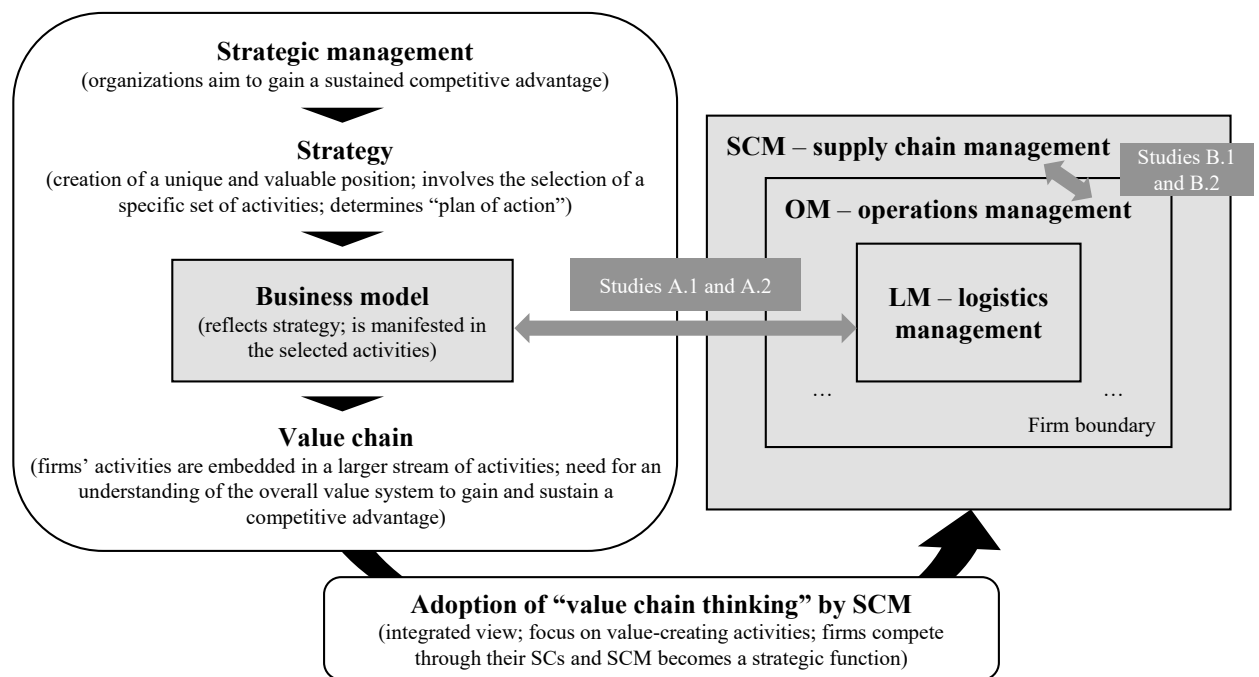 Strategic management
(organizations aim to gain a sustained competitive advantage)
Strategy
(creation of a unique and valuable position; involves the selection of a
specific set of activities; determines “plan of action”)
Business model
(reflects strategy; is manifested in
the selected activities)
Value chain
(firms’ activities are embedded in a larger stream of activities; need for an
understanding of the overall value system to gain and sustain a
competitive advantage)
Studies A.1 and A.2
SCM – supply chain management
Studies B.1
and B.2
OM – operations management
LM – logistics
management
… …
Firm boundary
Adoption of “value chain thinking” by SCM
(integrated view; focus on value-creating activities; firms compete
through their SCs and SCM becomes a strategic function)